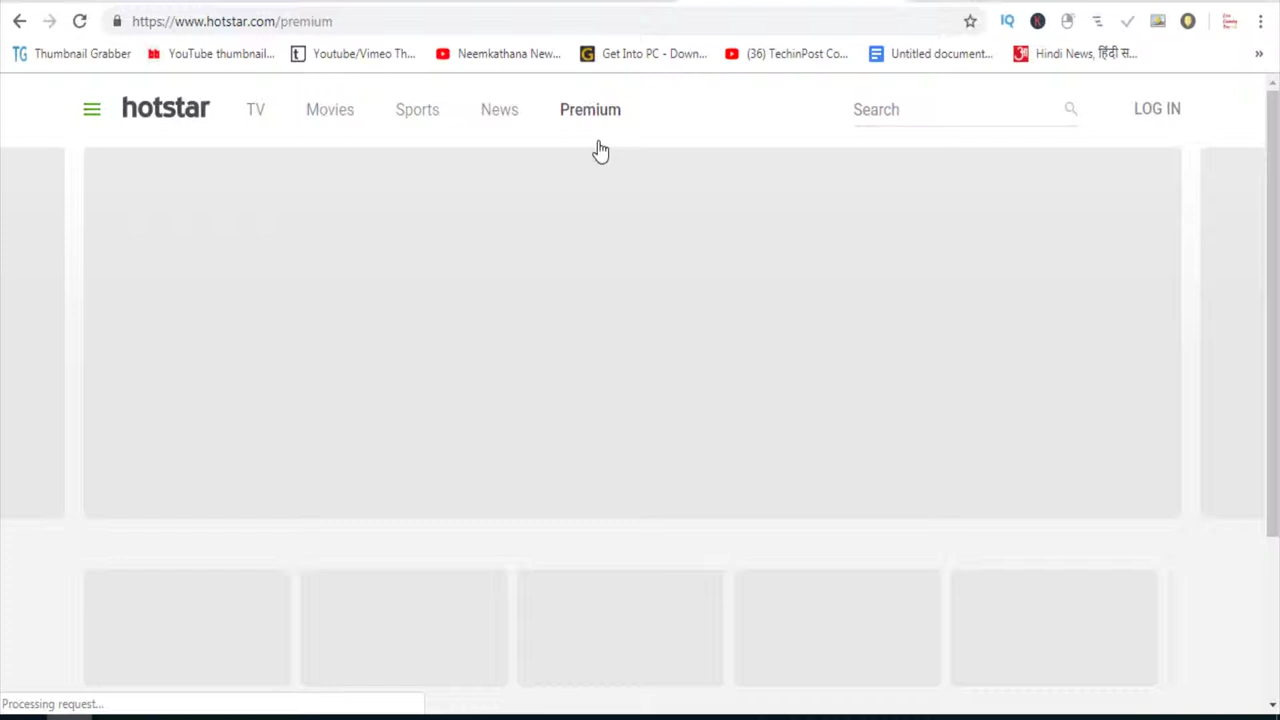 https://www.hotstar.com/premium
TG Thumbnail Grabber YouTube thumbnail... t Youtube/Vimeo Th... Neemkathana New... G Get Into PC - Down... (36) TechinPost Co... Untitled document... Hindi News, हिंदी स... »
hotstar TV Movies Sports News Premium Search LOG IN
Processing request...